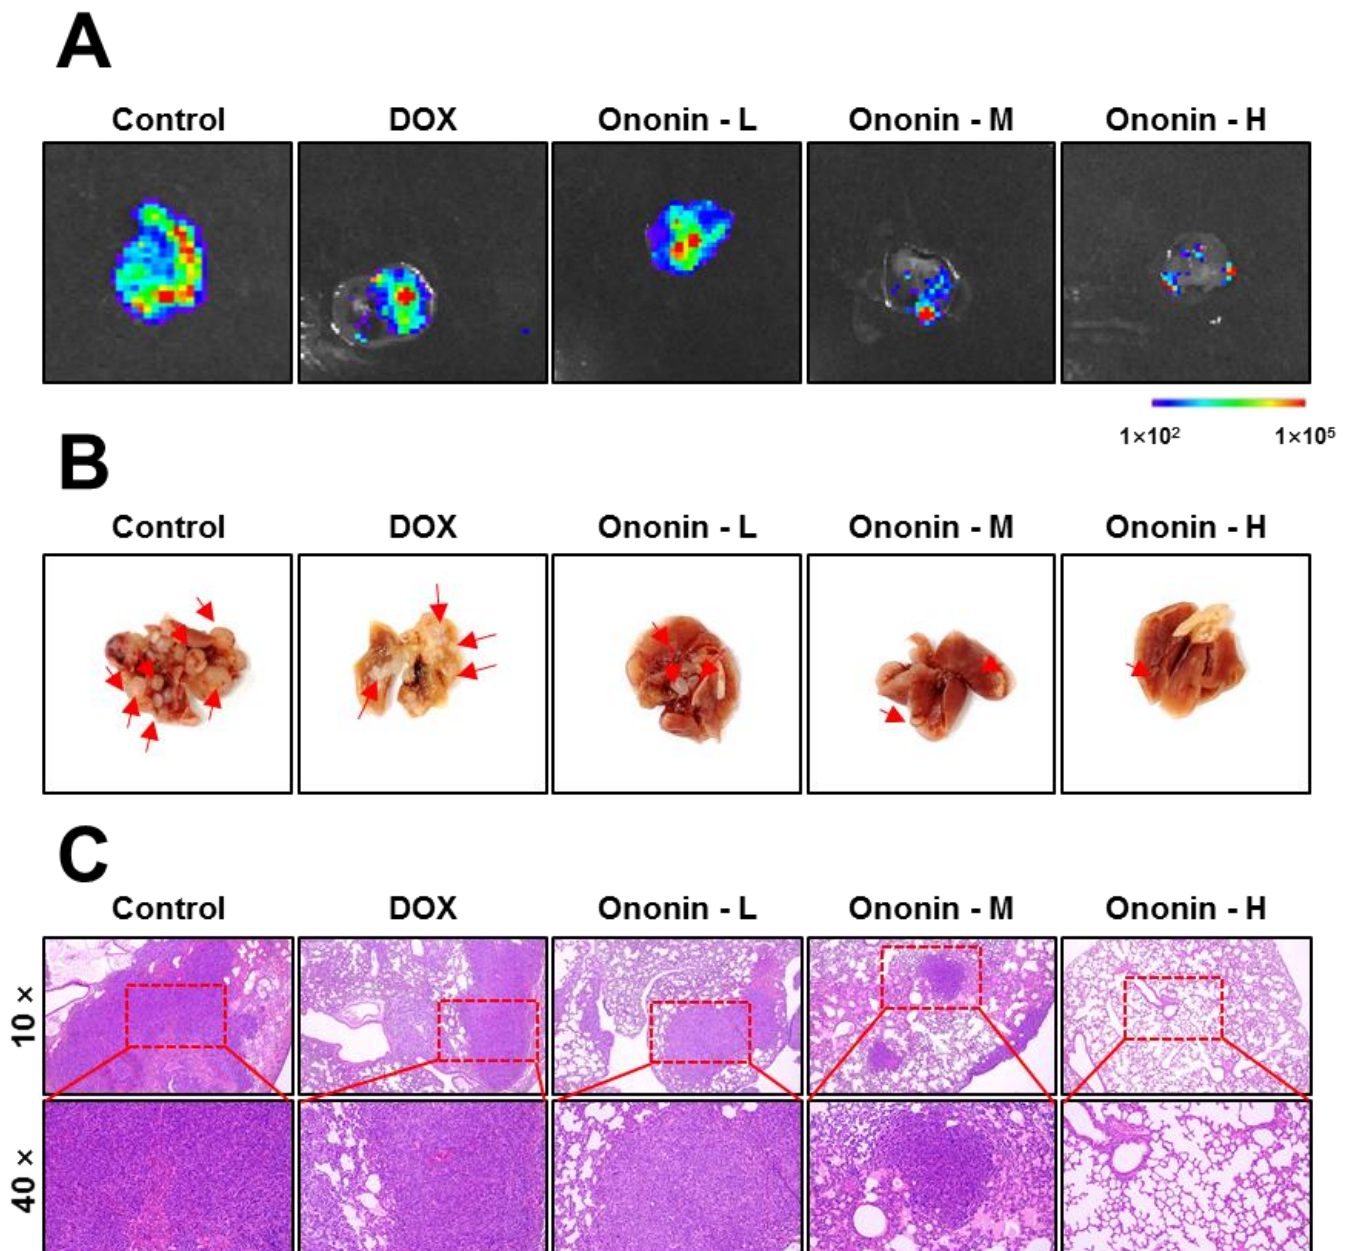 A
Control DOX Ononin - L Ononin - M Ononin - H
1×10² 1×10⁵
B
Control DOX Ononin - L Ononin - M Ononin - H
C
Control DOX Ononin - L Ononin - M Ononin - H
10 ×
40 ×